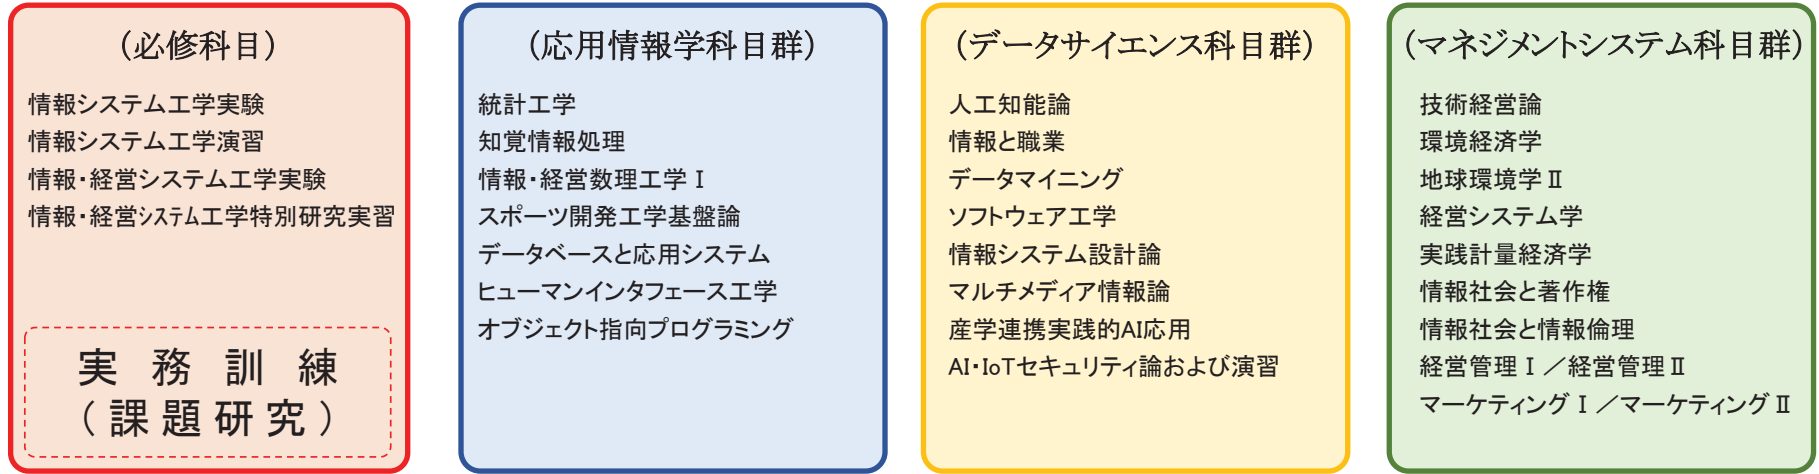 （必修科目）
情報システム工学実験
情報システム工学演習
情報・経営システム工学実験
情報・経営システム工学特別研究実習
実務訓練
（課題研究）
（応用情報学科目群）
統計工学
知覚情報処理
情報・経営数理工学Ⅰ
スポーツ開発工学基盤論
データベースと応用システム
ヒューマンインタフェース工学
オブジェクト指向プログラミング
（データサイエンス科目群）
人工知能論
情報と職業
データマイニング
ソフトウェア工学
情報システム設計論
マルチメディア情報論
産学連携実践的AI応用
AI・IoTセキュリティ論および演習
（マネジメントシステム科目群）
技術経営論
環境経済学
地球環境学Ⅱ
経営システム学
実践計量経済学
情報社会と著作権
情報社会と情報倫理
経営管理Ⅰ／経営管理Ⅱ
マーケティングⅠ／マーケティングⅡ